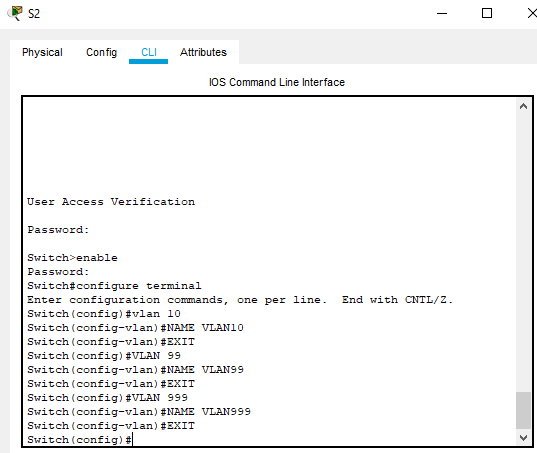 S2
Physical Config CLI Attributes
IOS Command Line Interface
User Access Verification
Password:
Switch>enable
Password:
Switch#configure terminal
Enter configuration commands, one per line.  End with CNTL/Z.
Switch(config)#vlan 10
Switch(config-vlan)#NAME VLAN10
Switch(config-vlan)#EXIT
Switch(config)#VLAN 99
Switch(config-vlan)#NAME VLAN99
Switch(config-vlan)#EXIT
Switch(config)#VLAN 999
Switch(config-vlan)#NAME VLAN999
Switch(config-vlan)#EXIT
Switch(config)#